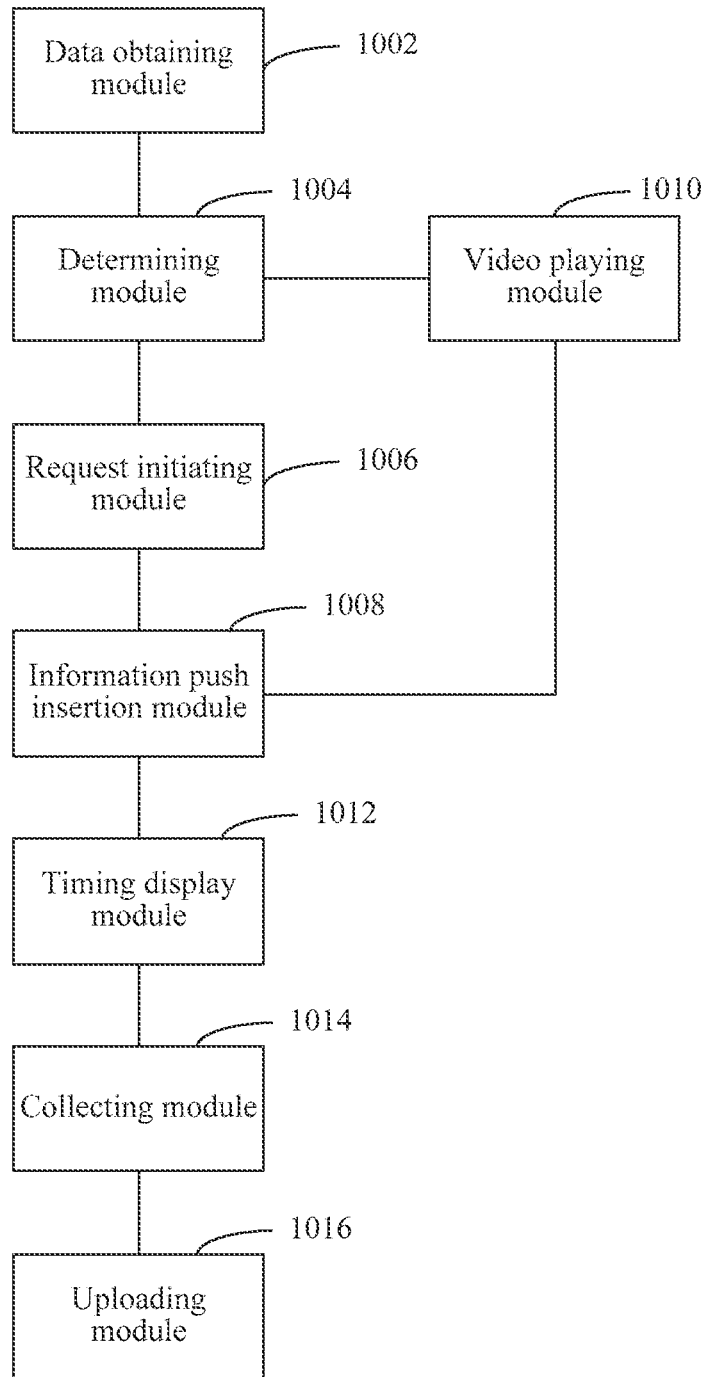 Data obtaining
module
1002
1004
Determining
module
1010
Video playing
module
Request initiating
module
1006
1008
Information push
insertion module
1012
Timing display
module
1014
Collecting module
1016
Uploading
module